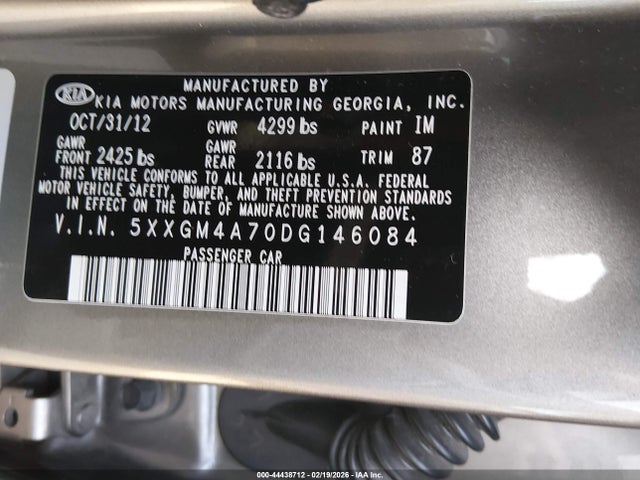 MANUFACTURED BY
KIA KIA MOTORS MANUFACTURING GEORGIA, INC.
OCT/31/12 GVWR 4299 lbs PAINT IM
GAWR FRONT 2425 lbs GAWR REAR 2116 lbs TRIM 87
THIS VEHICLE CONFORMS TO ALL APPLICABLE U.S.A. FEDERAL
MOTOR VEHICLE SAFETY, BUMPER, AND THEFT PREVENTION STANDARDS
IN EFFECT ON THE DATE OF MANUFACTURE SHOWN ABOVE.
V.I.N. 5XXGM4A70DG146084
PASSENGER CAR
000-44438712 - 02/19/2026 - IAA Inc.